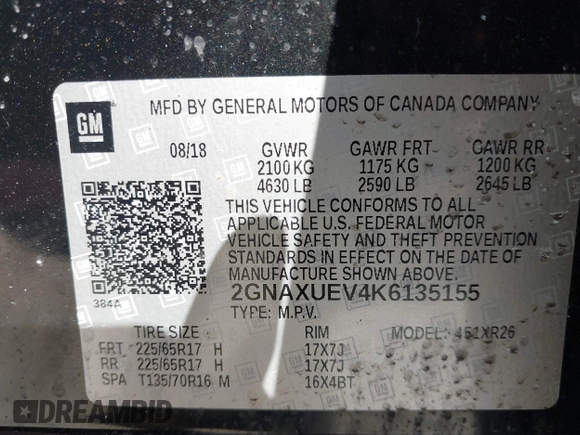 GM
MFD BY GENERAL MOTORS OF CANADA COMPANY
08/18 GVWR GAWR FRT GAWR RR
2100 KG 1175 KG 1200 KG
4630 LB 2590 LB 2645 LB
THIS VEHICLE CONFORMS TO ALL
APPLICABLE U.S. FEDERAL MOTOR
VEHICLE SAFETY AND THEFT PREVENTION
STANDARDS IN EFFECT ON THE DATE OF
MANUFACTURE SHOWN ABOVE.
384A 2GNAXUEV4K6135155
TYPE: M.P.V.
TIRE SIZE RIM MODEL: 451XR26
FRT 225/65R17 H 17X7J
RR 225/65R17 H 17X7J
SPA T135/70R16 M 16X4BT
DREAMBID